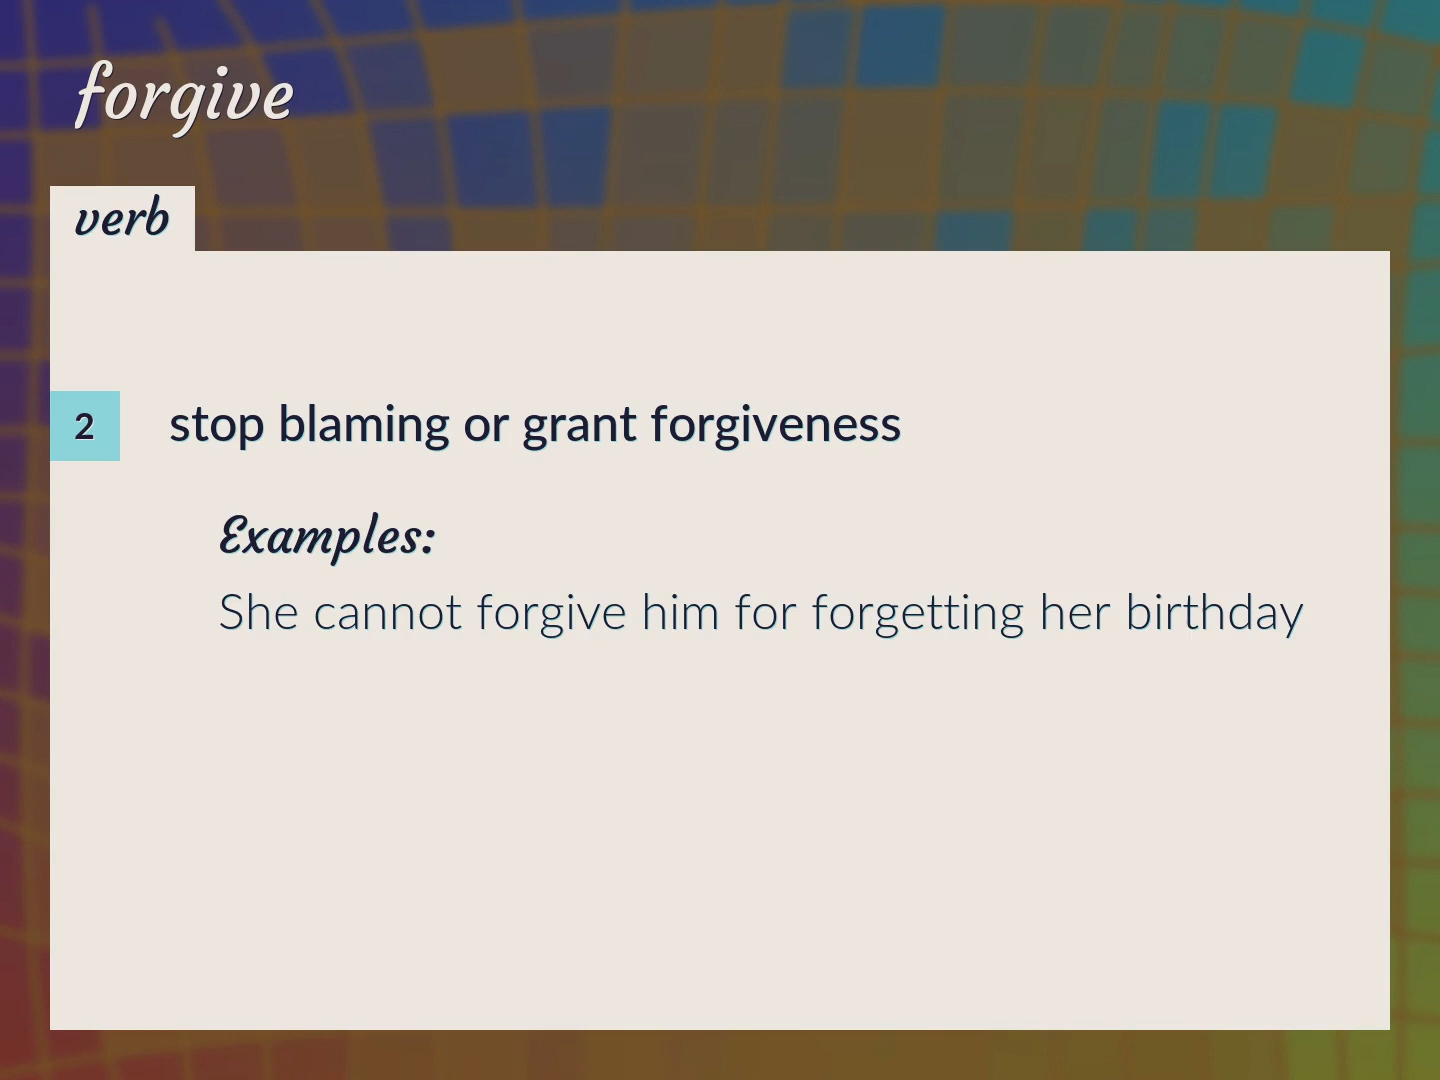 forgive
verb
2 stop blaming or grant forgiveness
Examples:
She cannot forgive him for forgetting her birthday